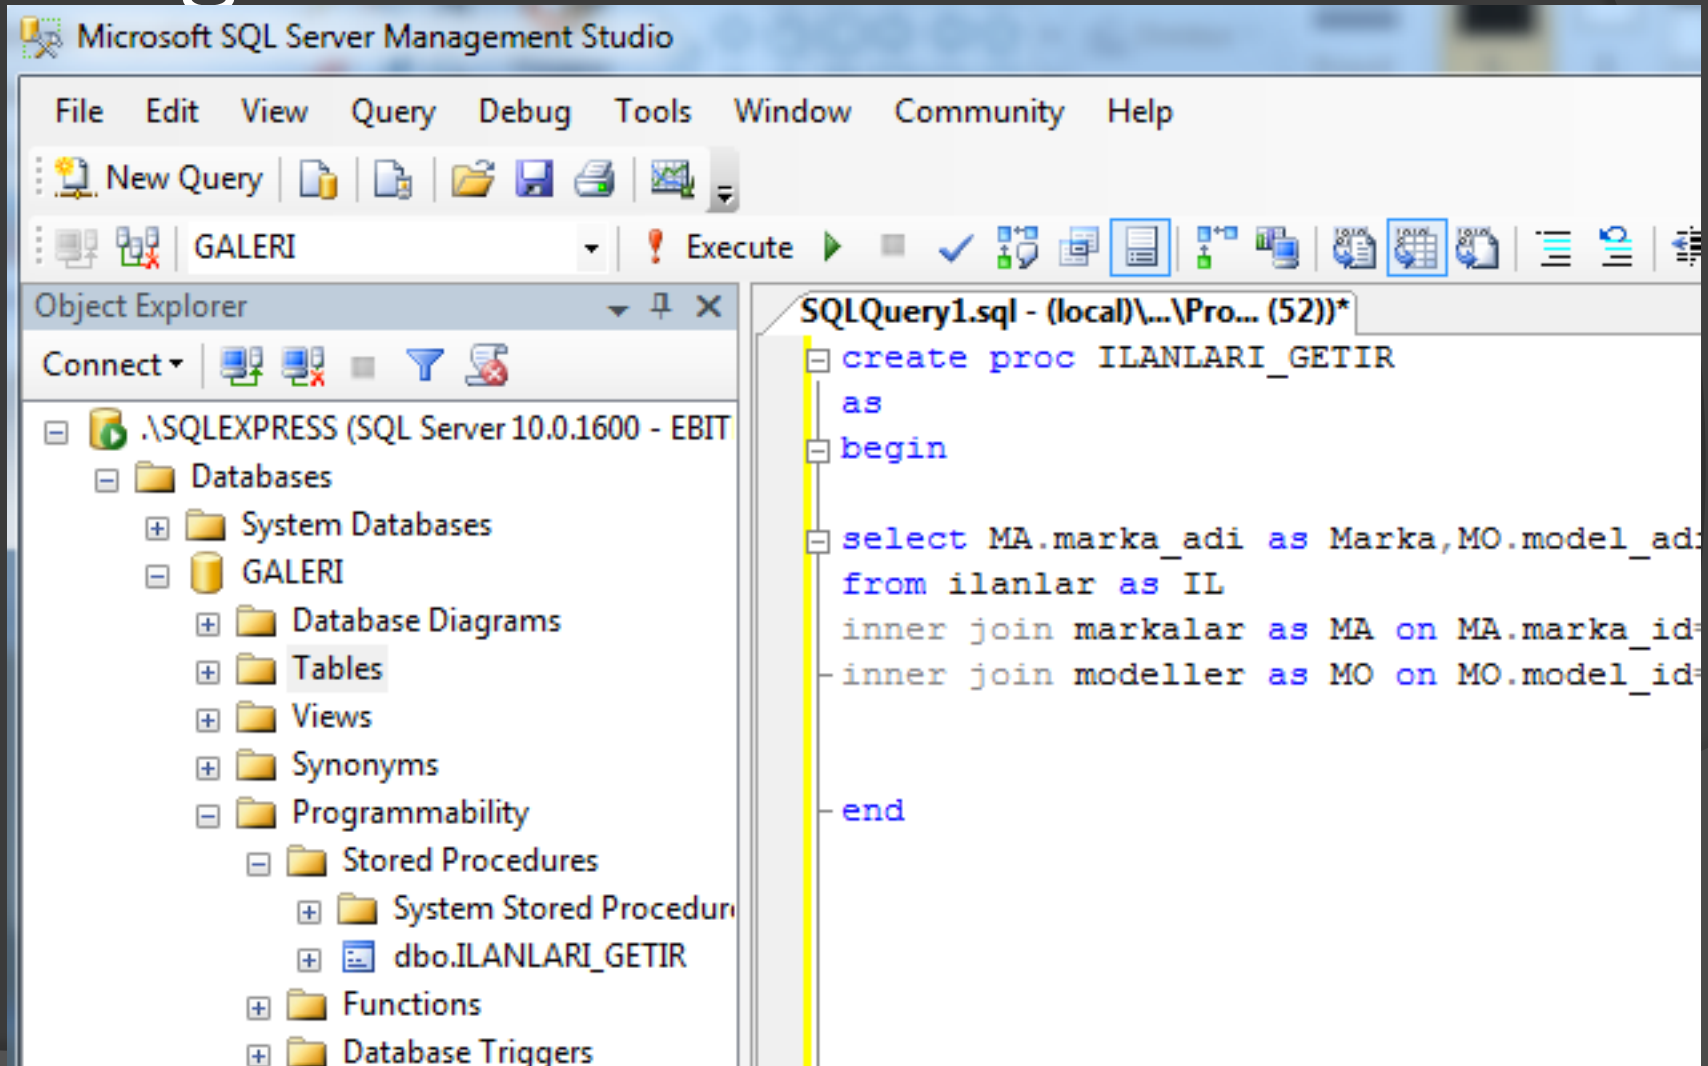 Microsoft SQL Server Management Studio
File Edit View Query Debug Tools Window Community Help
New Query
GALERI Execute
Object Explorer
Connect
.\SQLEXPRESS (SQL Server 10.0.1600 - EBIT
Databases
System Databases
GALERI
Database Diagrams
Tables
Views
Synonyms
Programmability
Stored Procedures
System Stored Procedur
dbo.ILANLARI_GETIR
Functions
Database Triggers
SQLQuery1.sql - (local)\...\Pro... (52))*
create proc ILANLARI_GETIR
as
begin
select MA.marka_adi as Marka,MO.model_adi
from ilanlar as IL
inner join markalar as MA on MA.marka_id=
inner join modeller as MO on MO.model_id=
end